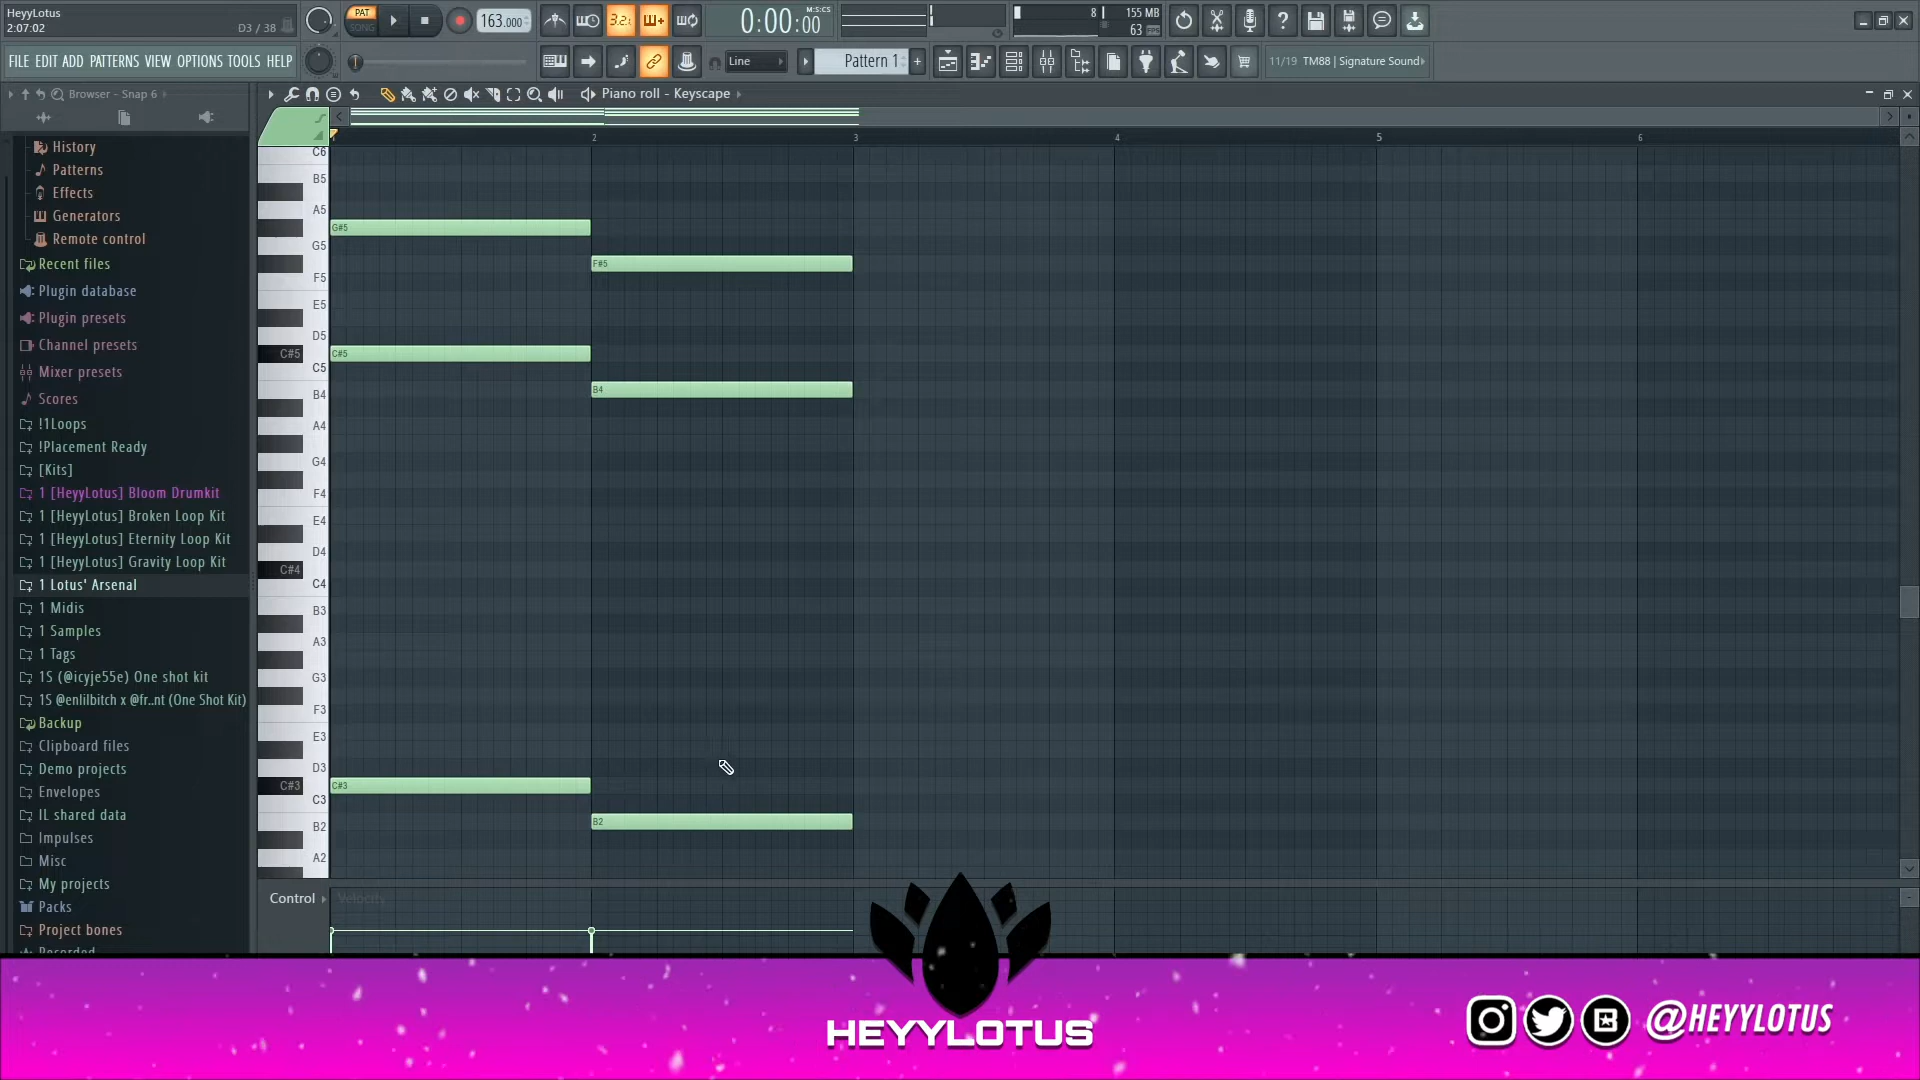 HeyyLotus
2:07:02
D3 / 38
PAT
SONG
163.000
3.2.
0:00:00
M:S:CS
8
155 MB
63
FILE EDIT ADD PATTERNS VIEW OPTIONS TOOLS HELP
Line
Pattern 1
+
11/19 TM88 | Signature Sound
Browser - Snap 6
Piano roll - Keyscape
History
Patterns
Effects
Generators
Remote control
Recent files
Plugin database
Plugin presets
Channel presets
Mixer presets
Scores
!1Loops
!Placement Ready
[Kits]
1 [HeyyLotus] Bloom Drumkit
1 [HeyyLotus] Broken Loop Kit
1 [HeyyLotus] Eternity Loop Kit
1 [HeyyLotus] Gravity Loop Kit
1 Lotus' Arsenal
1 Midis
1 Samples
1 Tags
1S (@icyje55e) One shot kit
1S @enlilbitch x @fr..nt (One Shot Kit)
Backup
Clipboard files
Demo projects
Envelopes
IL shared data
Impulses
Misc
My projects
Packs
Project bones
Recorded
2
3
4
5
6
C6
B5
A5
G#5
G5
F#5
F5
E5
D5
C#5
C#5
C5
B4
B4
A4
G4
F4
E4
D4
C#4
C4
B3
A3
G3
F3
E3
D3
C#3
C#3
C3
B2
B2
A2
Control
Velocity
HEYYLOTUS
@HEYYLOTUS